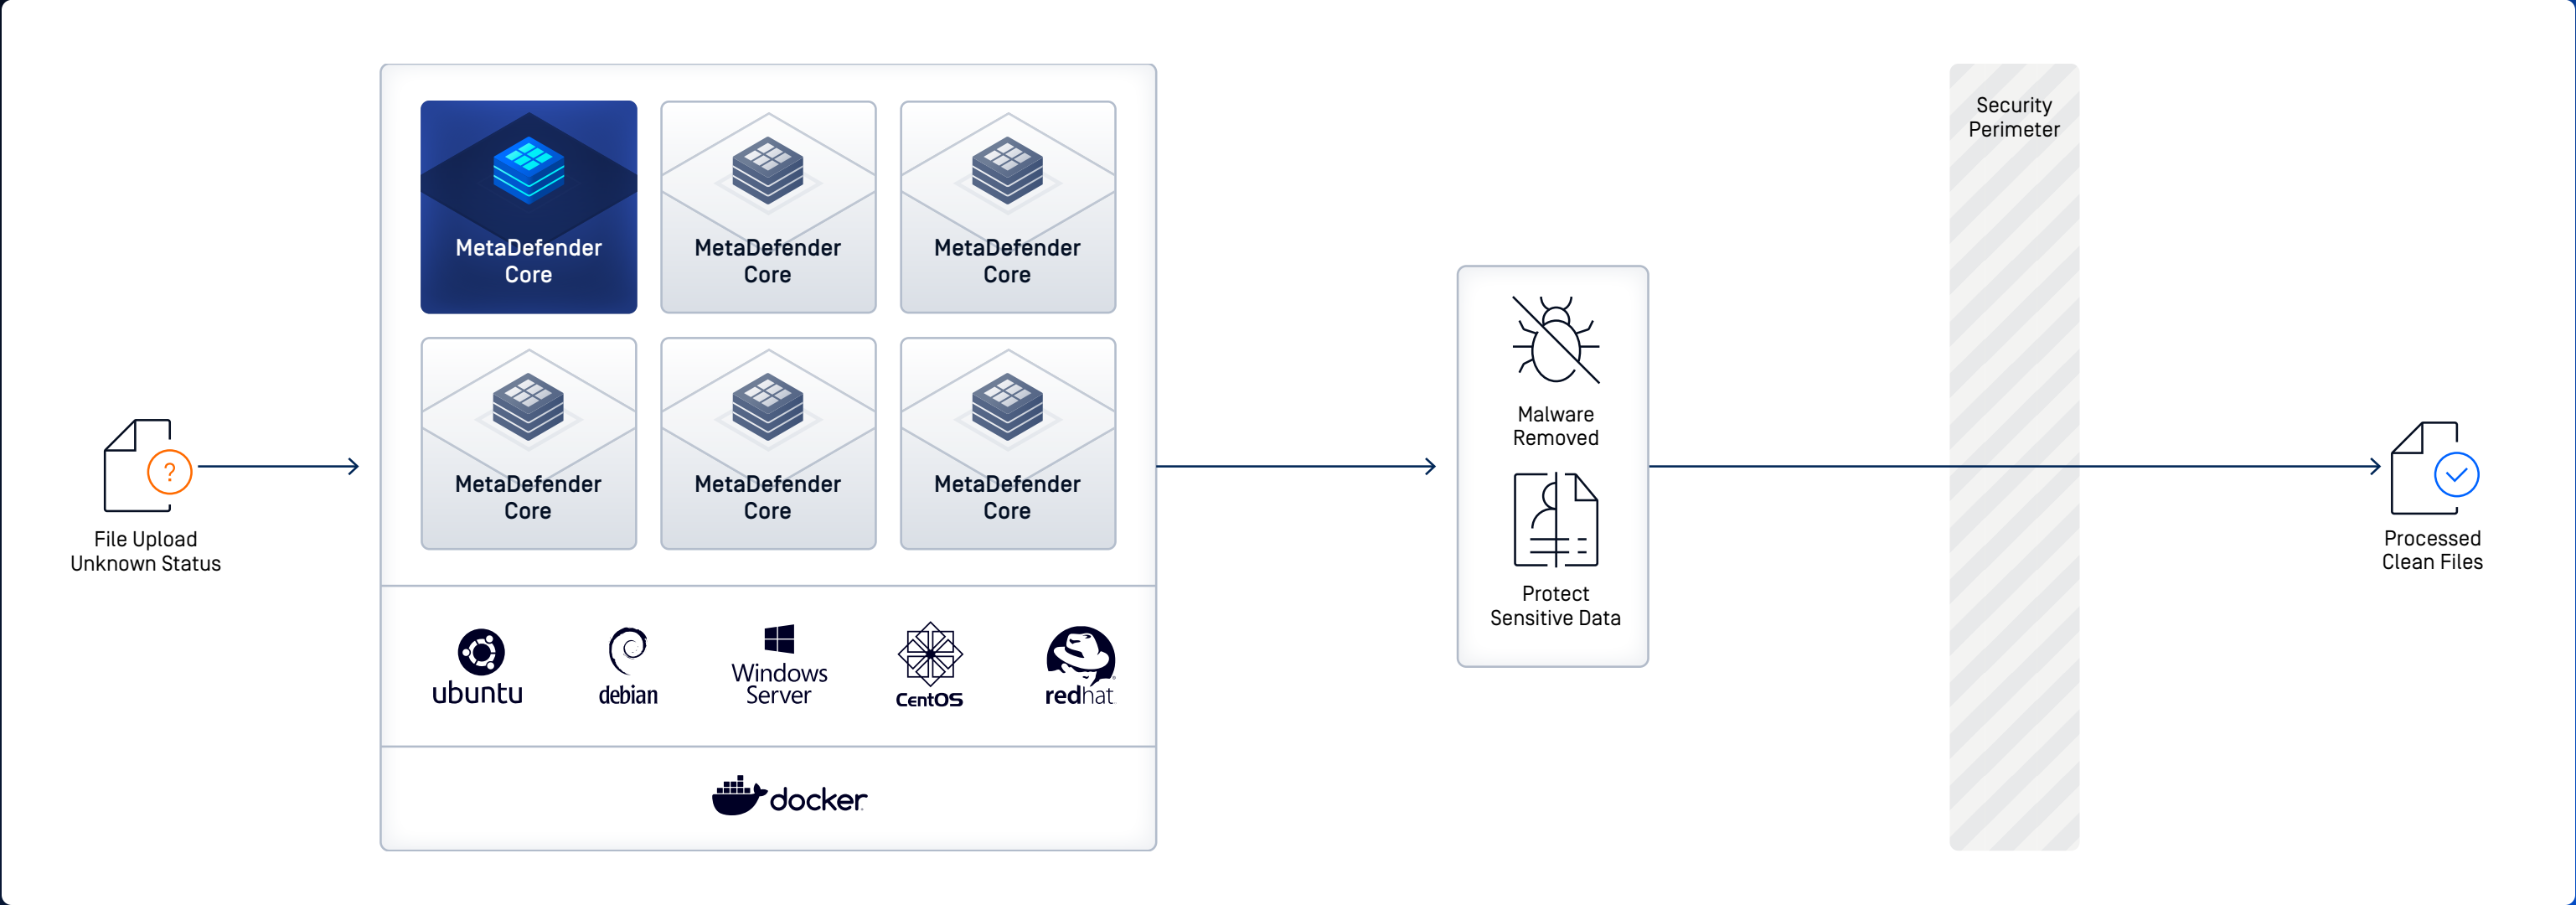 File Upload
Unknown Status
?
MetaDefender
Core
MetaDefender
Core
MetaDefender
Core
MetaDefender
Core
MetaDefender
Core
MetaDefender
Core
ubuntu
debian
Windows
Server
CentOS
redhat
docker
Malware
Removed
Protect
Sensitive Data
Security
Perimeter
Processed
Clean Files